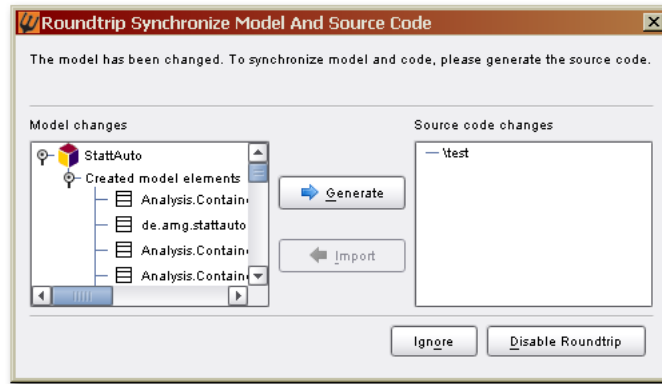 Roundtrip Synchronize Model And Source Code
The model has been changed. To synchronize model and code, please generate the source code.
Model changes
Source code changes
StattAuto
Created model elements
Analysis.Contain
de.amg.stattauto
Analysis.Contain
Analysis.Contain
\test
Generate
Import
Ignore
Disable Roundtrip